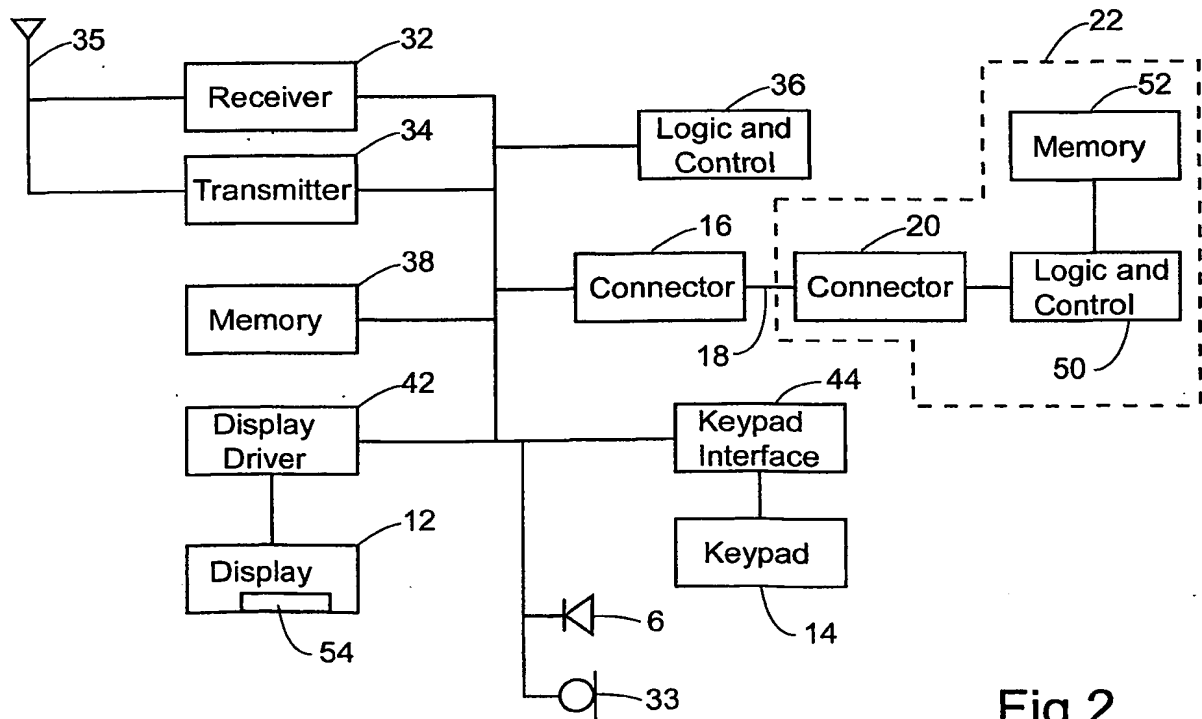 35
32
Receiver
34
Transmitter
38
Memory
42
Display
Driver
12
Display
54
36
Logic and
Control
16
Connector
18
20
Connector
22
52
Memory
Logic and
Control
50
44
Keypad
Interface
Keypad
14
6
33
Fig.2